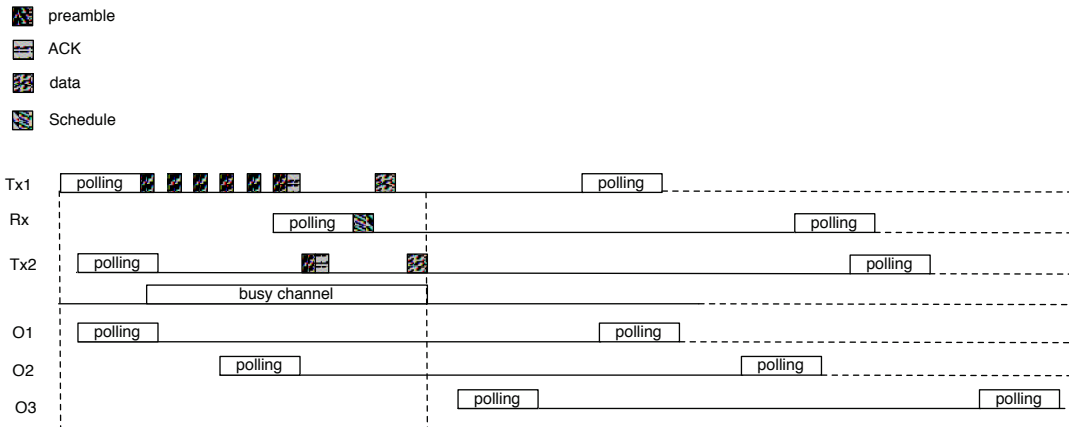 preamble
ACK
data
Schedule
Tx1 polling polling
Rx polling polling
Tx2 polling polling
busy channel
O1 polling polling
O2 polling polling
O3 polling polling